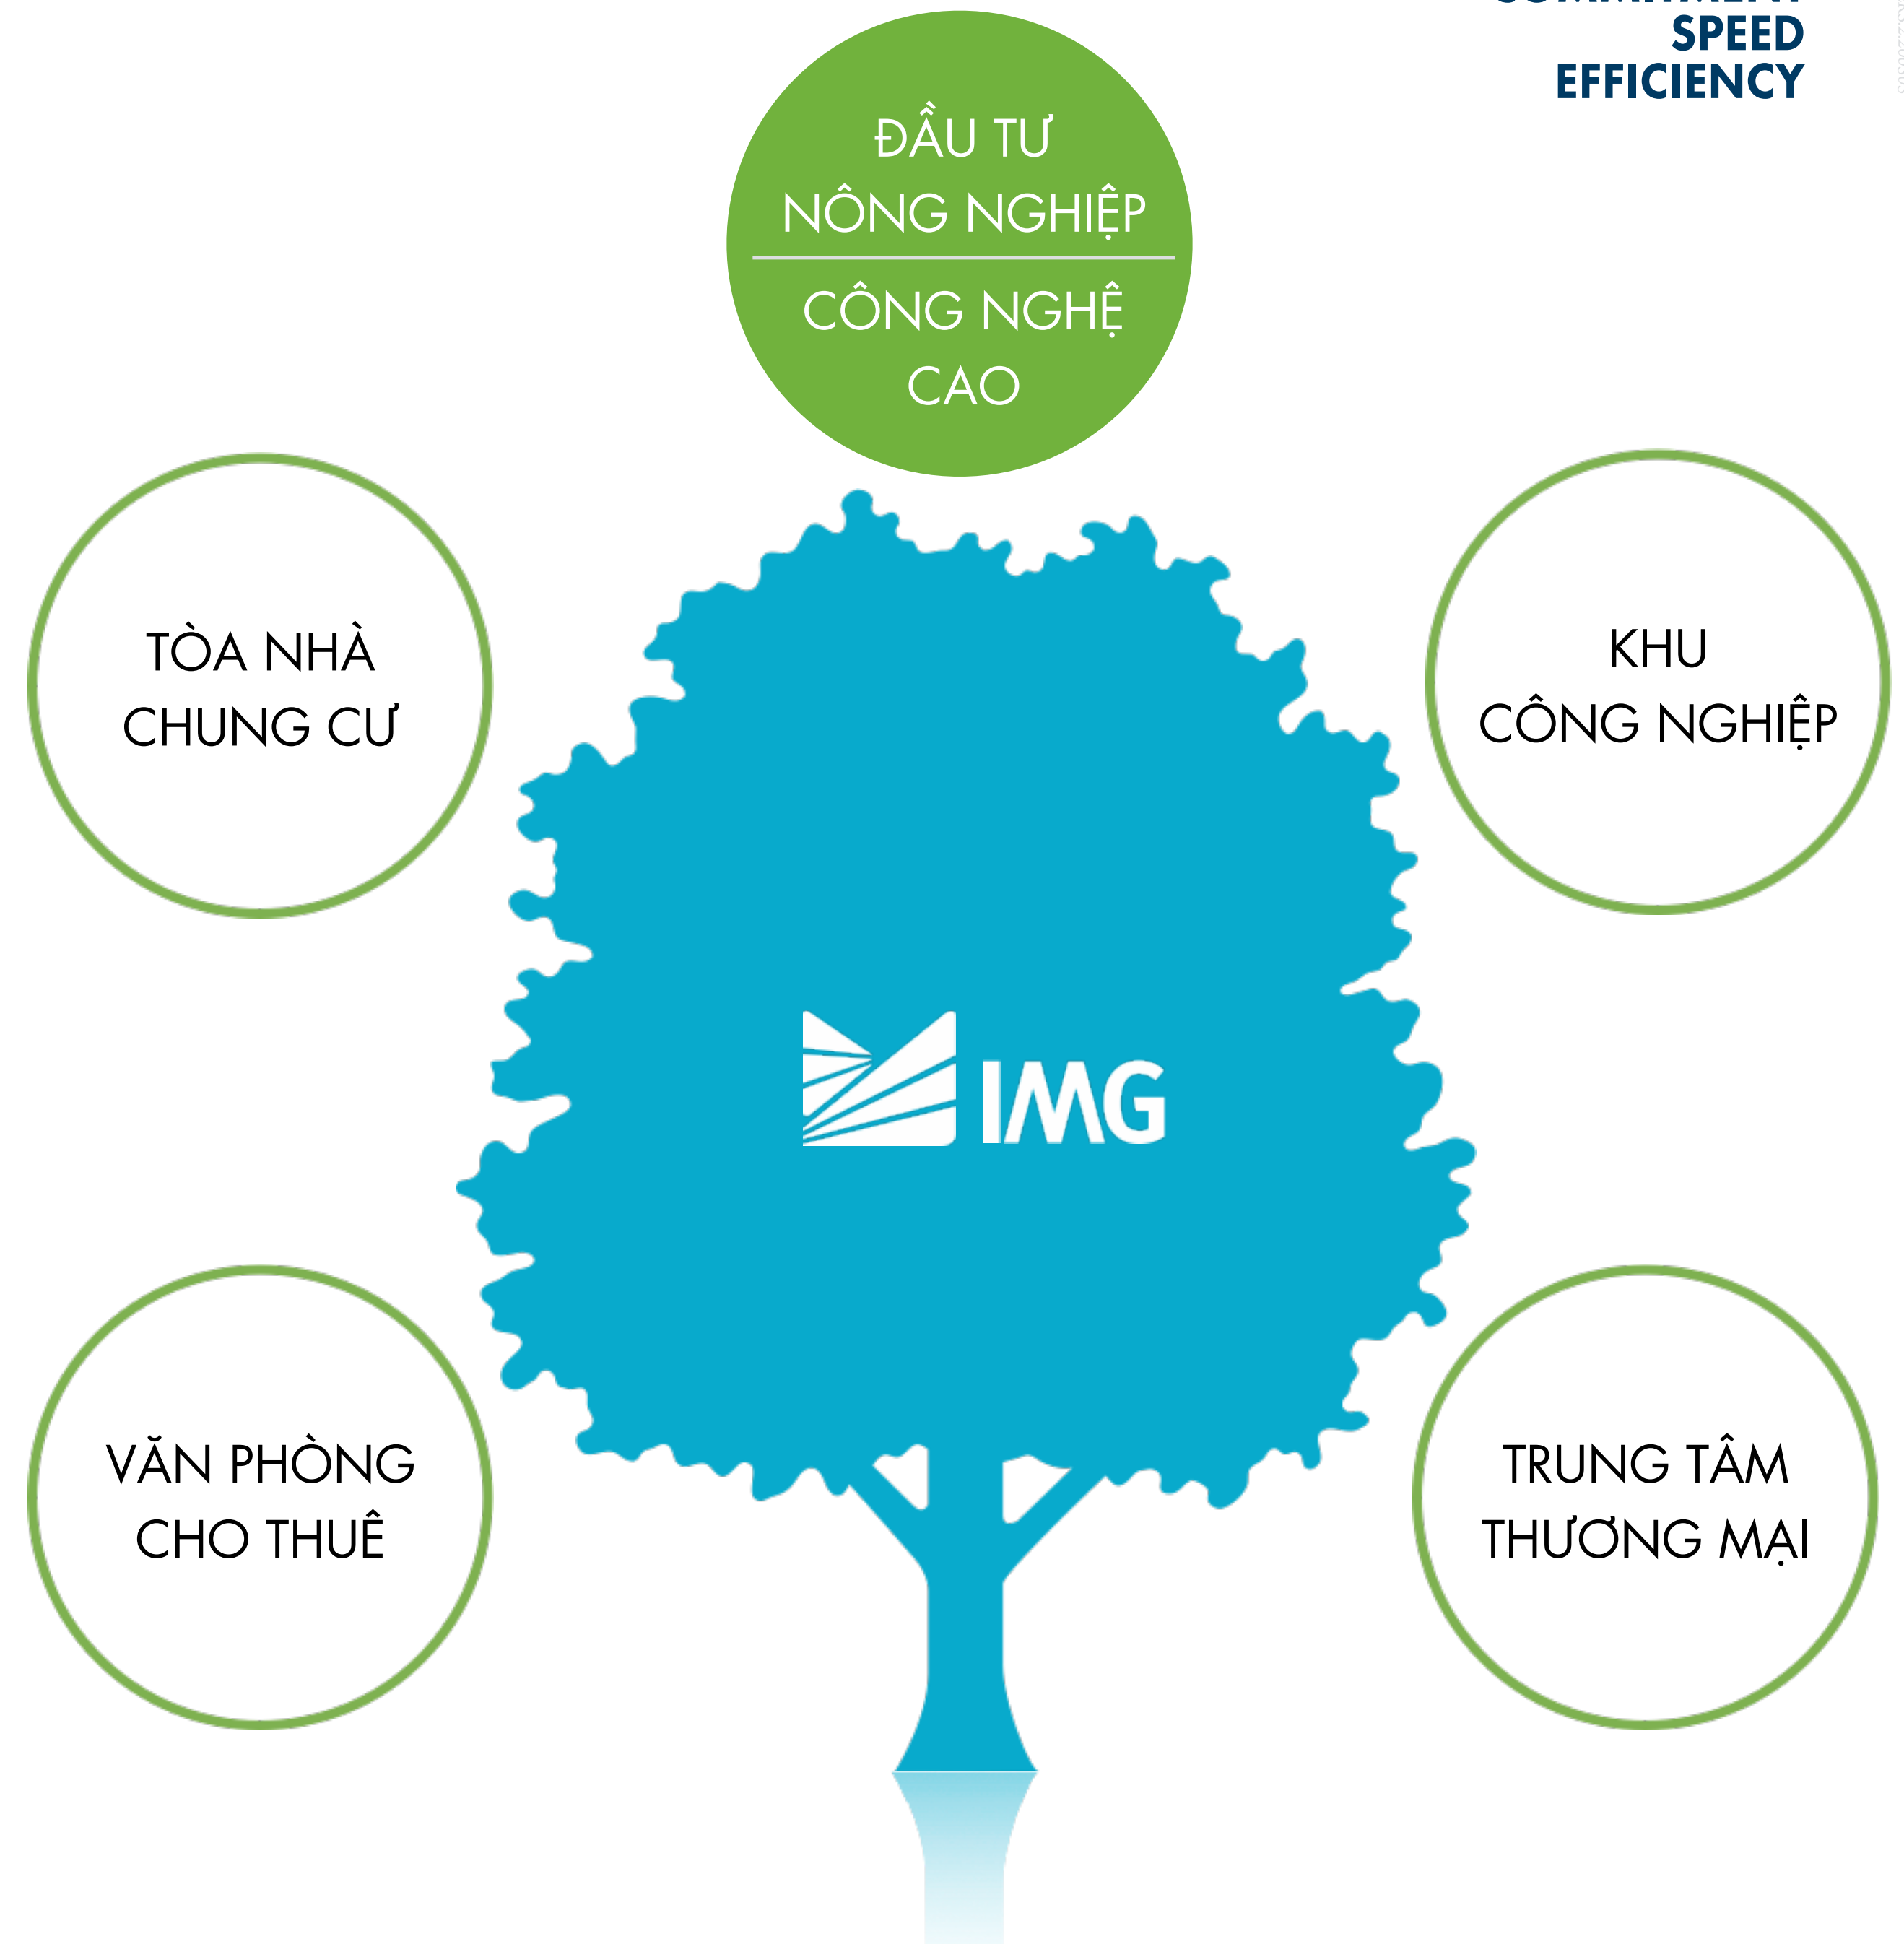 SPEED
EFFICIENCY
ĐẦU TƯ
NÔNG NGHIỆP
CÔNG NGHỆ
CAO
TÒA NHÀ
CHUNG CƯ
KHU
CÔNG NGHIỆP
IMG
VĂN PHÒNG
CHO THUÊ
TRUNG TÂM
THƯƠNG MẠI